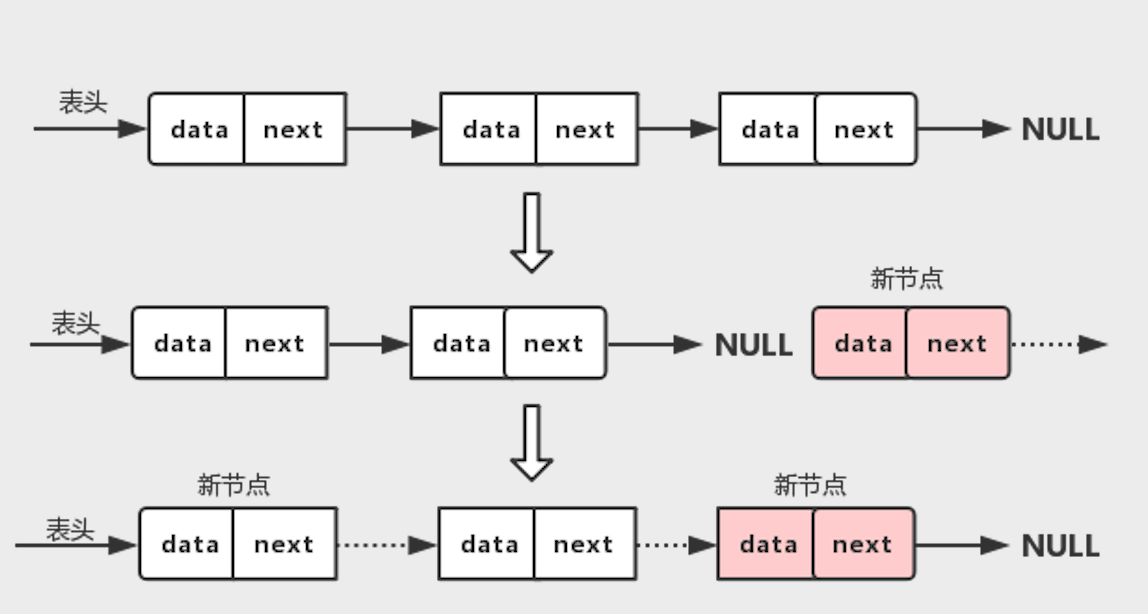 表头 data next data next data next NULL
新节点
表头 data next data next NULL data next
新节点 新节点
表头 data next data next data next NULL